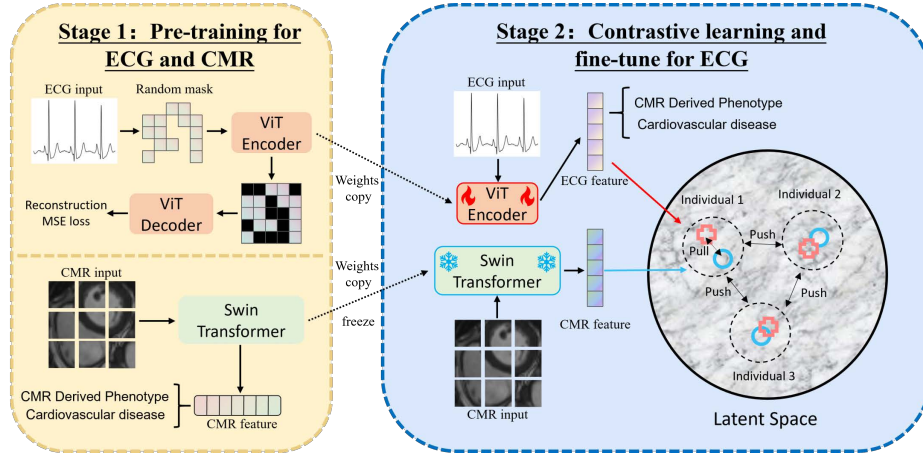 Stage 1：Pre-training for
ECG and CMR
ECG input
Random mask
ViT
Encoder
Reconstruction
MSE loss
ViT
Decoder
CMR input
Swin
Transformer
CMR Derived Phenotype
Cardiovascular disease
CMR feature
Weights
copy
Weights
copy
freeze
Stage 2：Contrastive learning and
fine-tune for ECG
ECG input
ViT
Encoder
ECG feature
CMR Derived Phenotype
Cardiovascular disease
Swin
Transformer
CMR feature
CMR input
Individual 1
Individual 2
Pull
Push
Push
Push
Individual 3
Latent Space